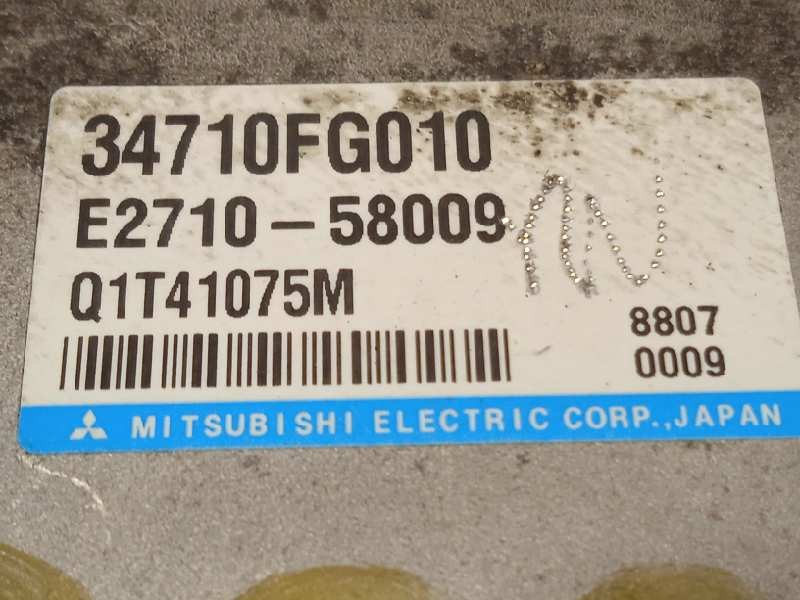 34710FG010
E2710-58009
Q1T41075M
8807
0009
MITSUBISHI ELECTRIC CORP.,JAPAN